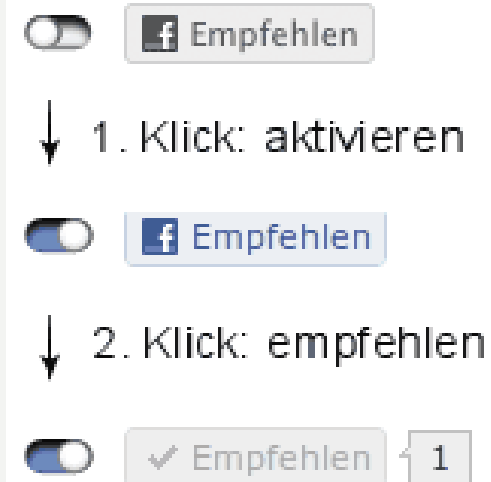 f Empfehlen
1. Klick: aktivieren
f Empfehlen
2. Klick: empfehlen
✓ Empfehlen 1